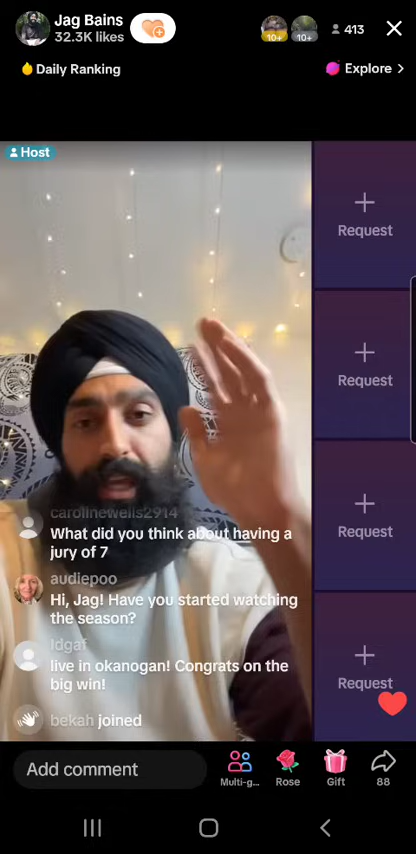 Jag Bains
32.3K likes
10+
10+
413
Daily Ranking
Explore >
Host
Request
Request
Request
Request
carolinewells2914
What did you think about having a
jury of 7
audiepoo
Hi, Jag! Have you started watching
the season?
ldgaf
live in okanogan! Congrats on the
big win!
bekah joined
Add comment
Multi-g...
Rose
Gift
88